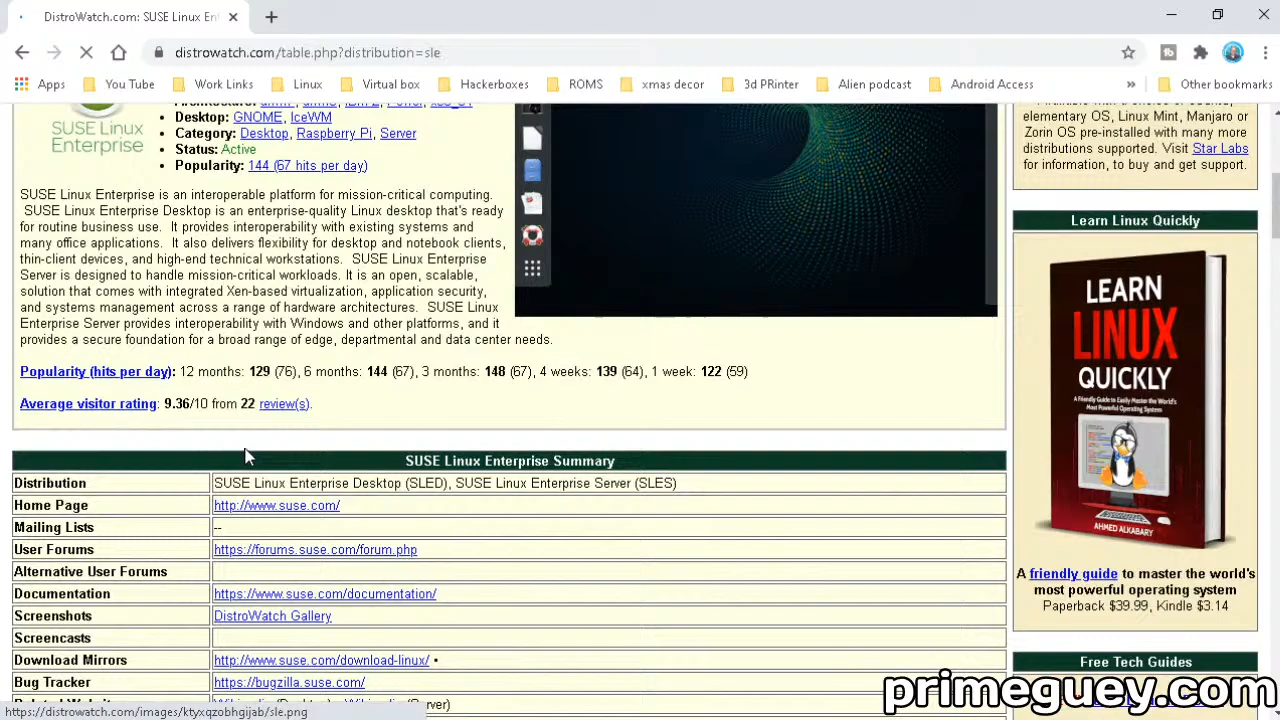 DistroWatch.com: SUSE Linux En
distrowatch.com/table.php?distribution=sle
Apps
You Tube
Work Links
Linux
Virtual box
Hackerboxes
ROMS
xmas decor
3d PRinter
Alien podcast
Android Access
»
Other bookmarks
SUSE Linux
Enterprise
• Desktop: GNOME, IceWM
• Category: Desktop, Raspberry Pi, Server
• Status: Active
• Popularity: 144 (67 hits per day)
SUSE Linux Enterprise is an interoperable platform for mission-critical computing.
SUSE Linux Enterprise Desktop is an enterprise-quality Linux desktop that's ready
for routine business use. It provides interoperability with existing systems and
many office applications. It also delivers flexibility for desktop and notebook clients,
thin-client devices, and high-end technical workstations. SUSE Linux Enterprise
Server is designed to handle mission-critical workloads. It is an open, scalable,
solution that comes with integrated Xen-based virtualization, application security,
and systems management across a range of hardware architectures. SUSE Linux
Enterprise Server provides interoperability with Windows and other platforms, and it
provides a secure foundation for a broad range of edge, departmental and data center needs.
Popularity (hits per day): 12 months: 129 (76), 6 months: 144 (67), 3 months: 148 (67), 4 weeks: 139 (64), 1 week: 122 (59)
Average visitor rating: 9.36/10 from 22 review(s).
SUSE Linux Enterprise Summary
Distribution SUSE Linux Enterprise Desktop (SLED), SUSE Linux Enterprise Server (SLES)
Home Page http://www.suse.com/
Mailing Lists --
User Forums https://forums.suse.com/forum.php
Alternative User Forums
Documentation https://www.suse.com/documentation/
Screenshots DistroWatch Gallery
Screencasts
Download Mirrors http://www.suse.com/download-linux/ •
Bug Tracker https://bugzilla.suse.com/
https://distrowatch.com/images/ktyxqzobhgijab/sle.png
elementary OS, Linux Mint, Manjaro or
Zorin OS pre-installed with many more
distributions supported. Visit Star Labs
for information, to buy and get support.
Learn Linux Quickly
LEARN
LINUX
QUICKLY
A Friendly Guide to Easily Master the World's
Most Powerful Operating System
AHMED ALKABARY
A friendly guide to master the world's
most powerful operating system
Paperback $39.99, Kindle $3.14
Free Tech Guides
primeguey.com